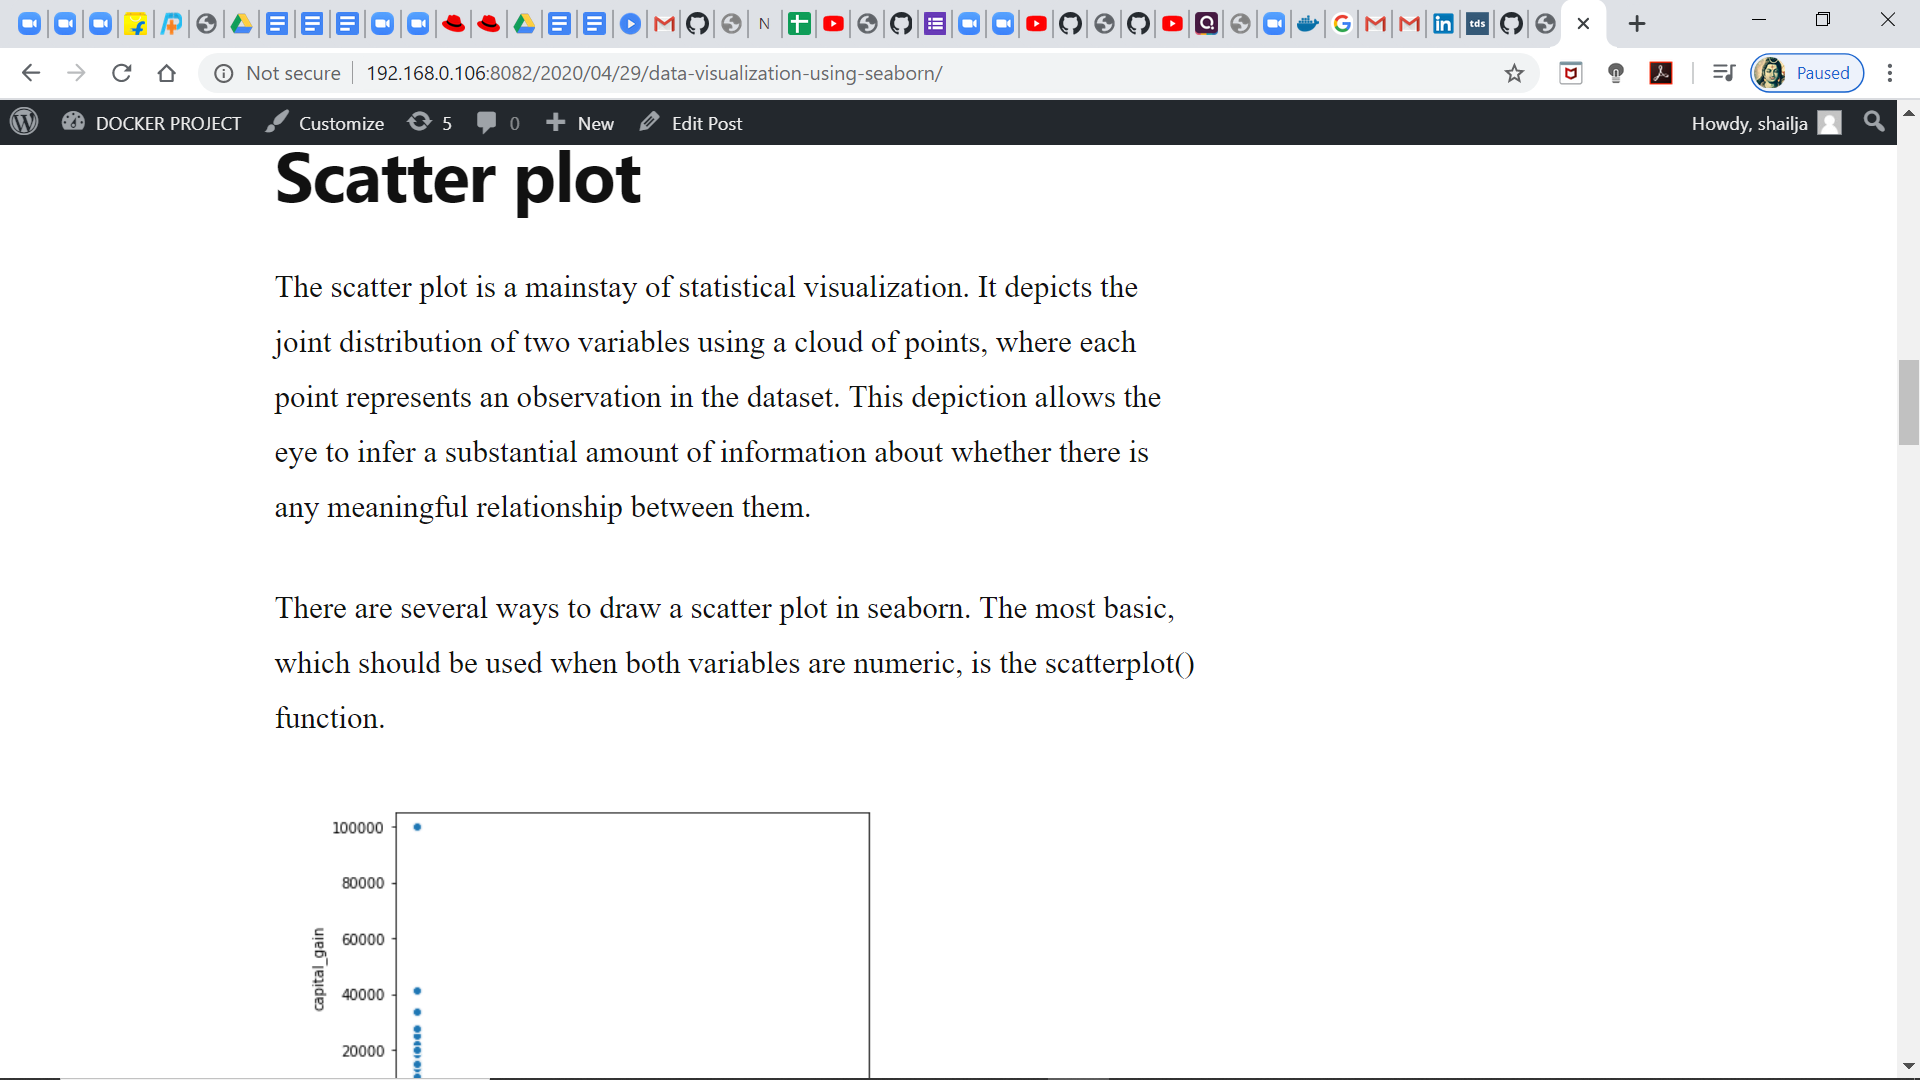 N
tds
Not secure
192.168.0.106:8082/2020/04/29/data-visualization-using-seaborn/
Paused
DOCKER PROJECT
Customize
5
0
New
Edit Post
Howdy, shailja
Scatter plot
The scatter plot is a mainstay of statistical visualization. It depicts the
joint distribution of two variables using a cloud of points, where each
point represents an observation in the dataset. This depiction allows the
eye to infer a substantial amount of information about whether there is
any meaningful relationship between them.
There are several ways to draw a scatter plot in seaborn. The most basic,
which should be used when both variables are numeric, is the scatterplot()
function.
100000
80000
60000
40000
20000
capital_gain